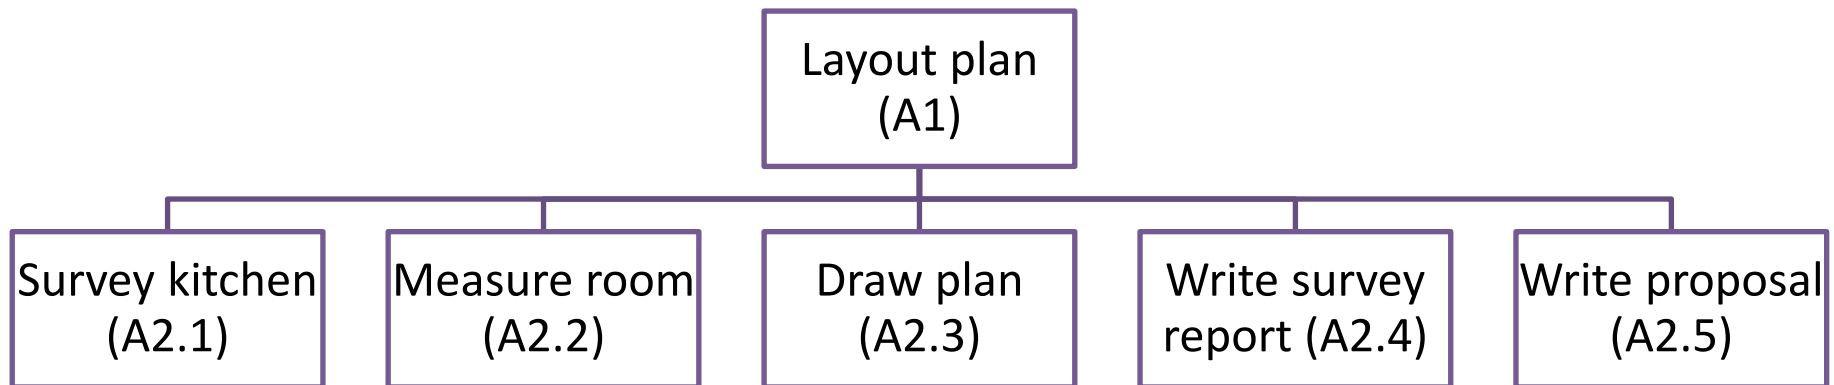 Layout plan
(A1)
Survey kitchen
(A2.1)
Measure room
(A2.2)
Draw plan
(A2.3)
Write survey
report (A2.4)
Write proposal
(A2.5)